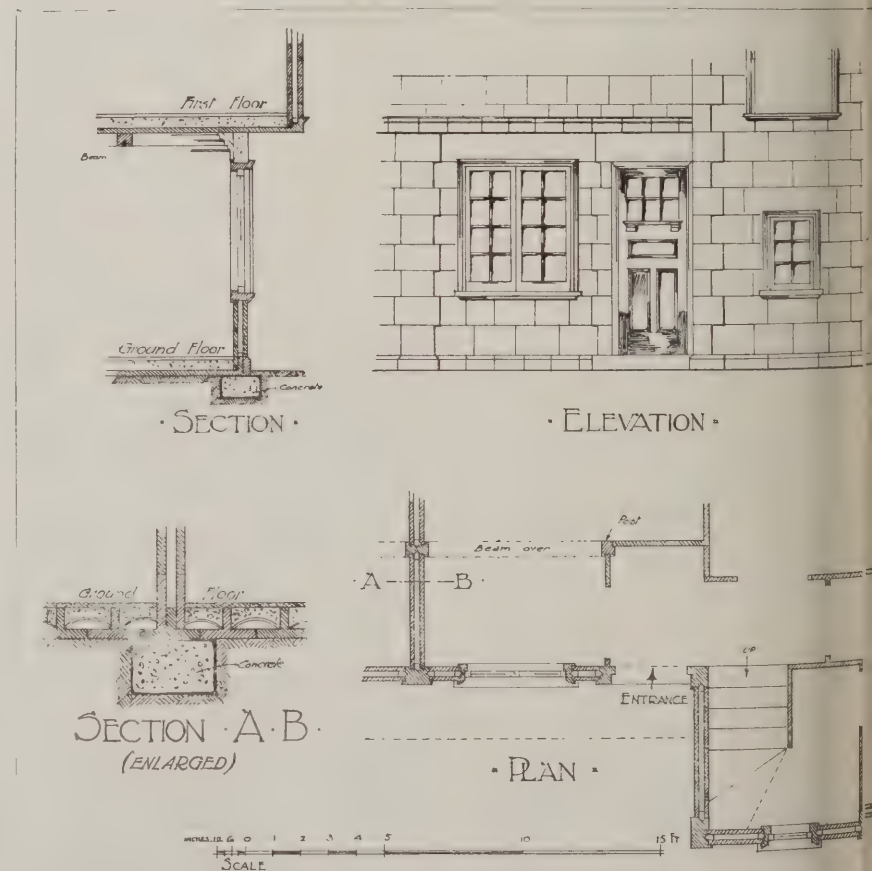 First Floor
Beam
Ground Floor
Concrete
· SECTION ·
· ELEVATION ·
Post
Beam over
· A — B ·
Ground Floor
Concrete
UP
ENTRANCE
SECTION · A · B ·
(ENLARGED)
· PLAN ·
INCHES 12 6 0 1 2 3 4 5 10 15 FT
SCALE